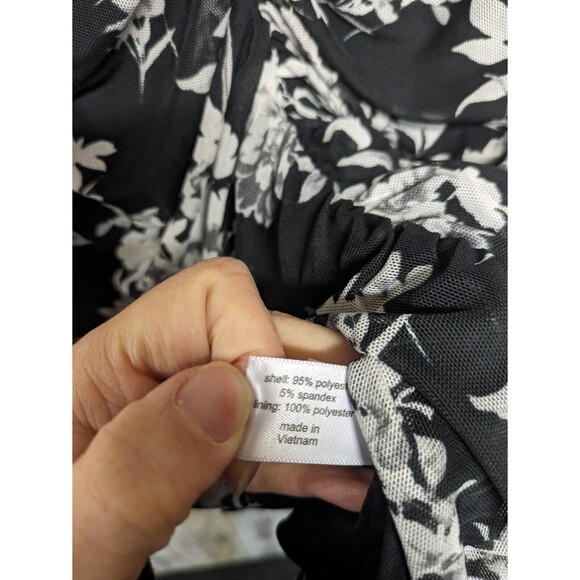 shell: 95% polyest
5% spandex
lining: 100% polyester
made in
Vietnam